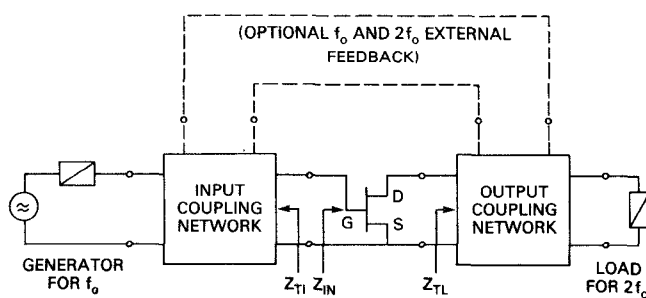 (OPTIONAL fo AND 2fo EXTERNAL
FEEDBACK)
INPUT
COUPLING
NETWORK
G
D
S
OUTPUT
COUPLING
NETWORK
GENERATOR
FOR fo
ZTI
ZIN
ZTL
LOAD
FOR 2fo